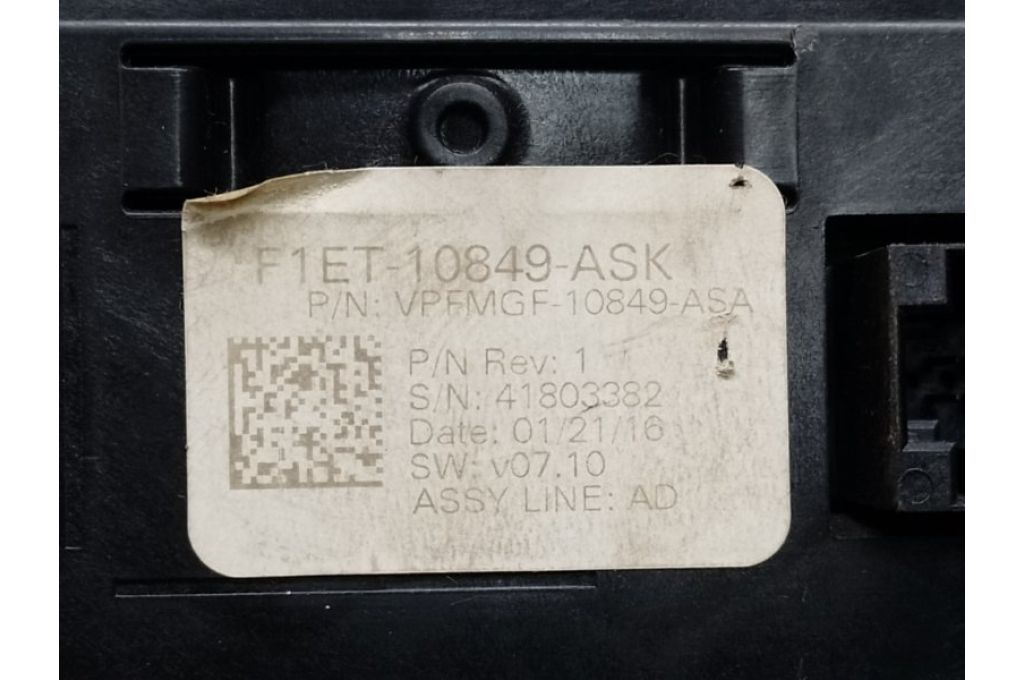 F1ET-10849-ASK
P/N: VPFMGF-10849-ASA
P/N Rev: 1
S/N: 41803382
Date: 01/21/16
SW: v07.10
ASSY LINE: AD